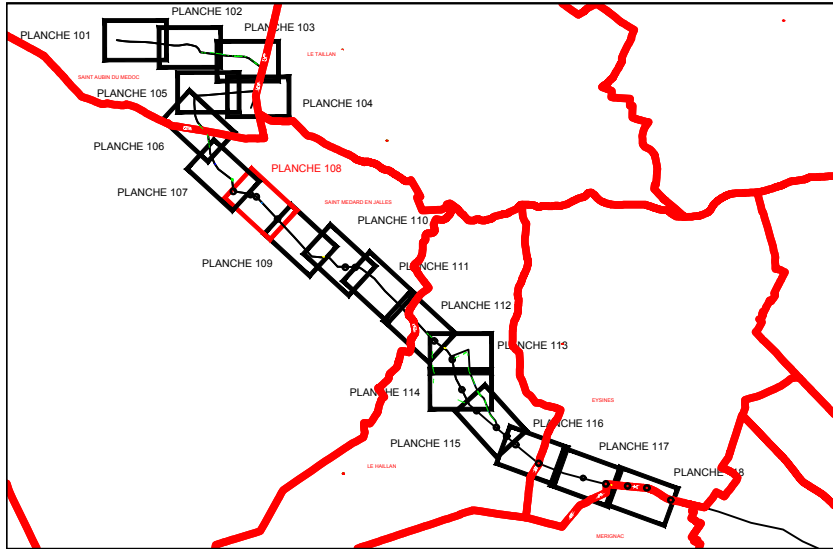 PLANCHE 102
PLANCHE 103
PLANCHE 101
LE TAILLAN
SAINT AUBIN DU MEDOC
PLANCHE 105
PLANCHE 104
PLANCHE 106
PLANCHE 108
PLANCHE 107
SAINT MEDARD EN JALLES
PLANCHE 110
PLANCHE 109
PLANCHE 111
PLANCHE 112
PLANCHE 113
PLANCHE 114
EYSINES
PLANCHE 116
PLANCHE 115
PLANCHE 117
LE HAILLAN
PLANCHE 118
MERIGNAC